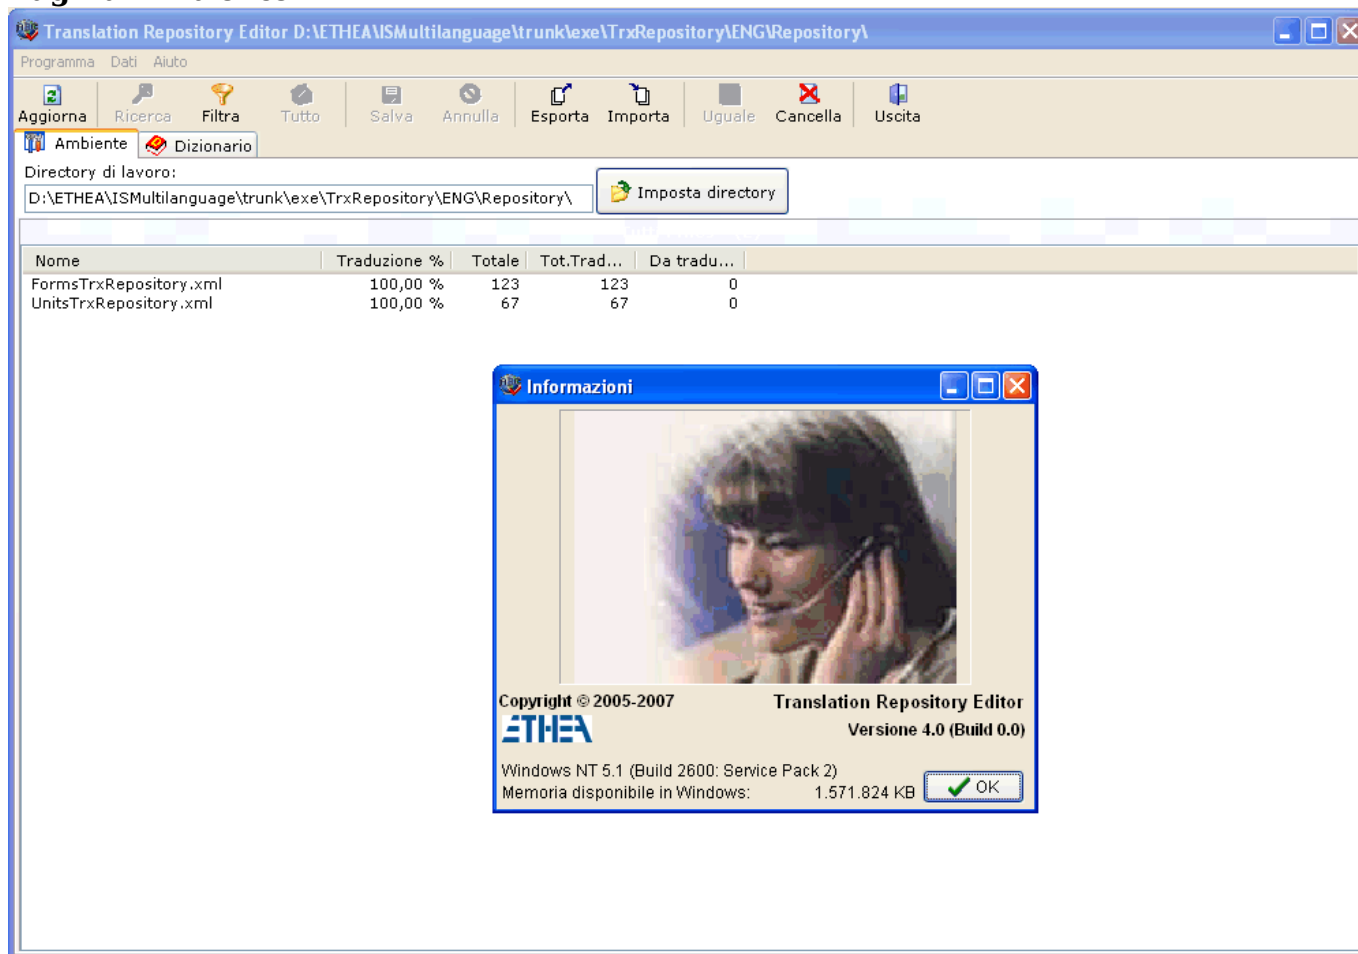 Translation Repository Editor D:\ETHEA\ISMultilanguage\trunk\exe\TrxRepository\ENG\Repository\
Programma Dati Aiuto
Aggiorna Ricerca Filtra Tutto Salva Annulla Esporta Importa Uguale Cancella Uscita
Ambiente Dizionario
Directory di lavoro:
D:\ETHEA\ISMultilanguage\trunk\exe\TrxRepository\ENG\Repository\ Imposta directory
Nome Traduzione % Totale Tot.Trad... Da tradu...
FormsTrxRepository.xml 100,00 % 123 123 0
UnitsTrxRepository.xml 100,00 % 67 67 0
Informazioni
Copyright © 2005-2007 Translation Repository Editor
ETHEA Versione 4.0 (Build 0.0)
Windows NT 5.1 (Build 2600: Service Pack 2)
Memoria disponibile in Windows: 1.571.824 KB OK